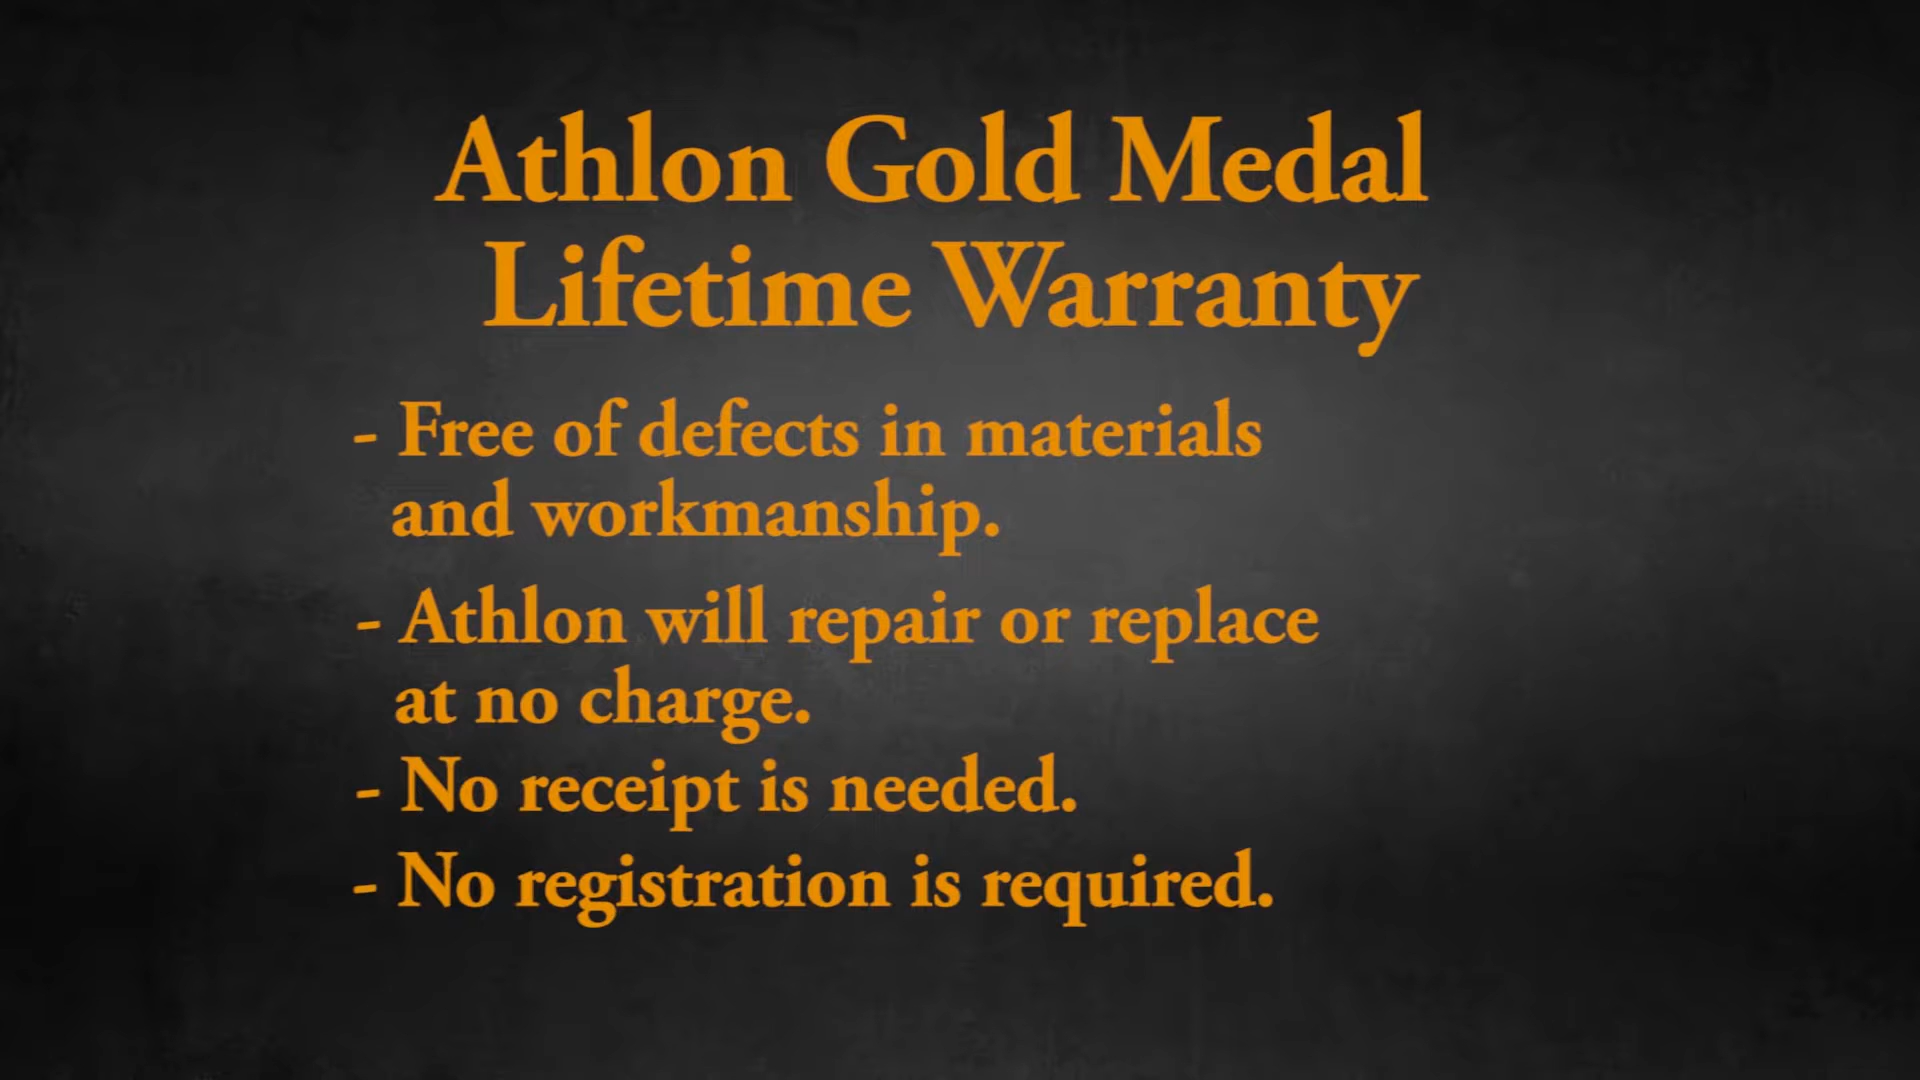 Athlon Gold Medal
Lifetime Warranty
- Free of defects in materials
and workmanship.
- Athlon will repair or replace
at no charge.
- No receipt is needed.
- No registration is required.